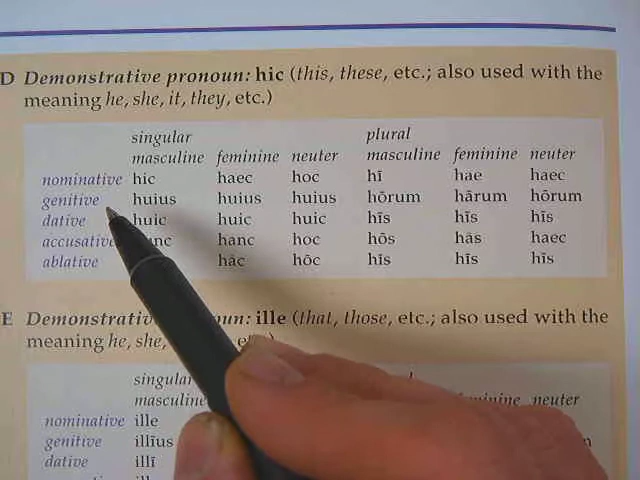 D Demonstrative pronoun: hic (this, these, etc.; also used with the
meaning he, she, it, they, etc.)
singular plural
masculine feminine neuter masculine feminine neuter
nominative hic haec hoc hī hae haec
genitive huius huius huius hōrum hārum hōrum
dative huic huic huic hīs hīs hīs
accusative hanc hoc hōs hās haec
ablative hāc hōc hīs hīs hīs
E Demonstrative ille (that, those, etc.; also used with the
meaning he, she,
singular
masculine feminine neuter
nominative ille
genitive illīus
dative illī